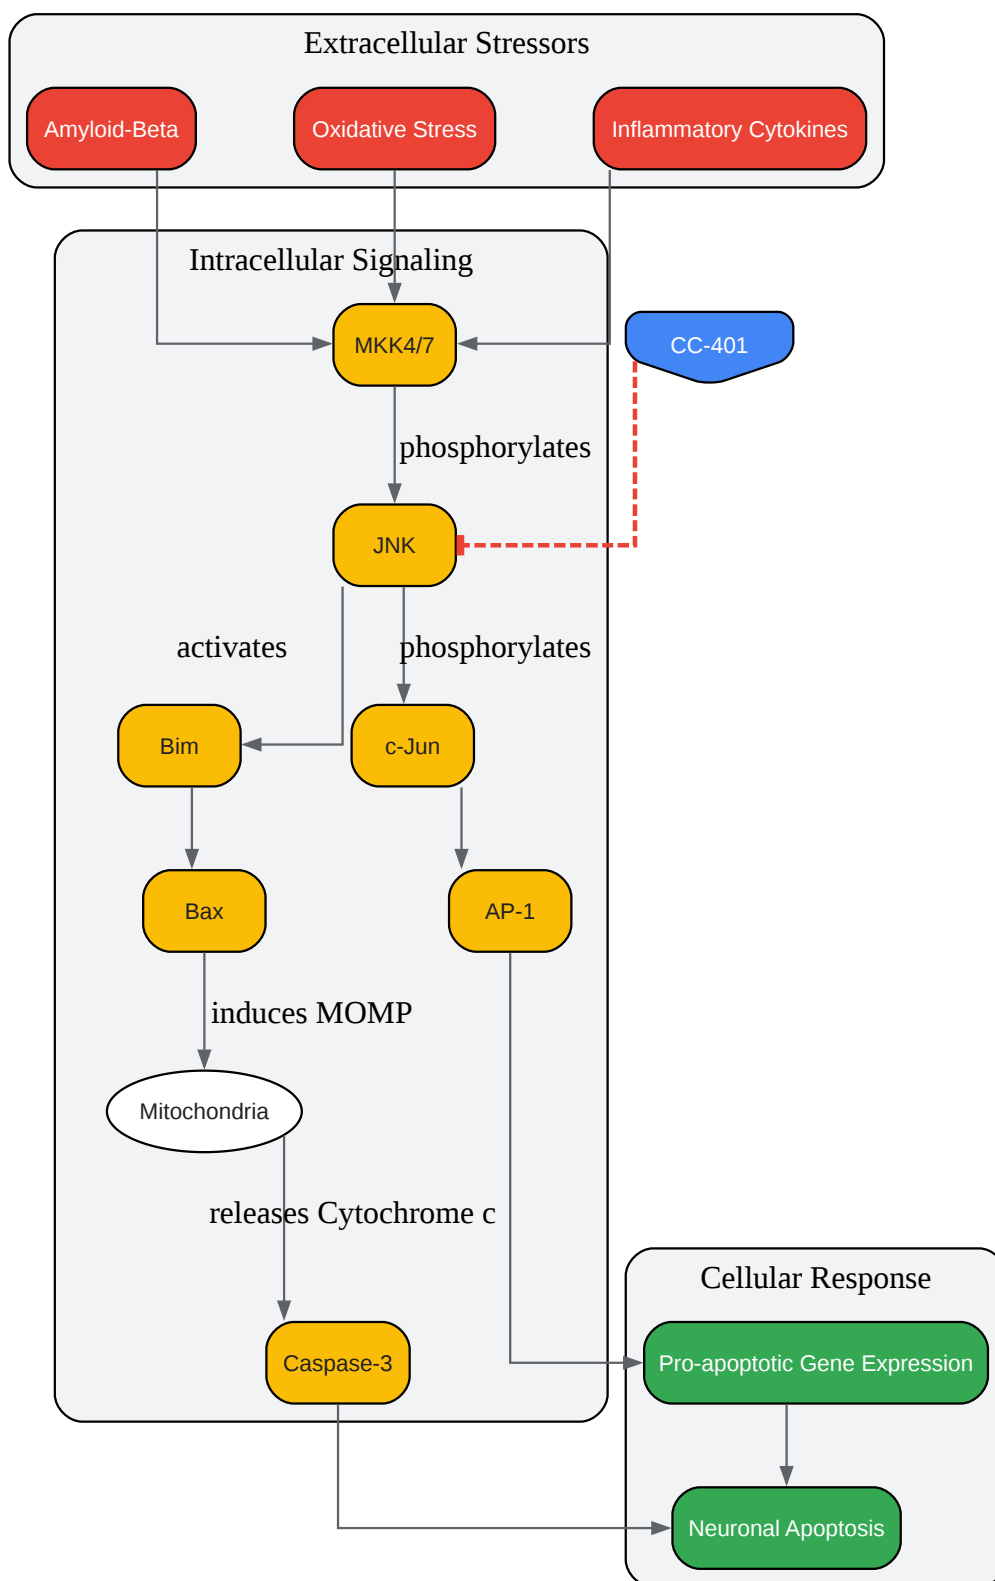 Extracellular Stressors
Amyloid-Beta
Oxidative Stress
Inflammatory Cytokines
Intracellular Signaling
MKK4/7
CC-401
phosphorylates
JNK
activates
phosphorylates
Bim
c-Jun
Bax
AP-1
induces MOMP
Mitochondria
releases Cytochrome c
Cellular Response
Caspase-3
Pro-apoptotic Gene Expression
Neuronal Apoptosis